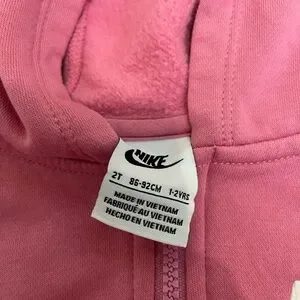 NIKE
2T 86-92CM 1-2YRS
MADE IN VIETNAM
FABRIQUÉ AU VIETNAM
HECHO EN VIETNAM